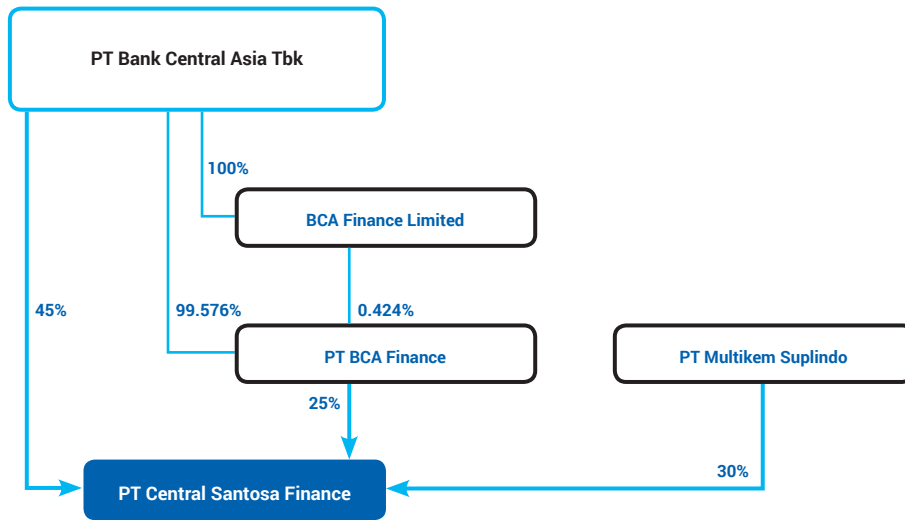 PT Bank Central Asia Tbk
100%
BCA Finance Limited
45%
99.576%
0.424%
PT BCA Finance
PT Multikem Suplindo
25%
30%
PT Central Santosa Finance